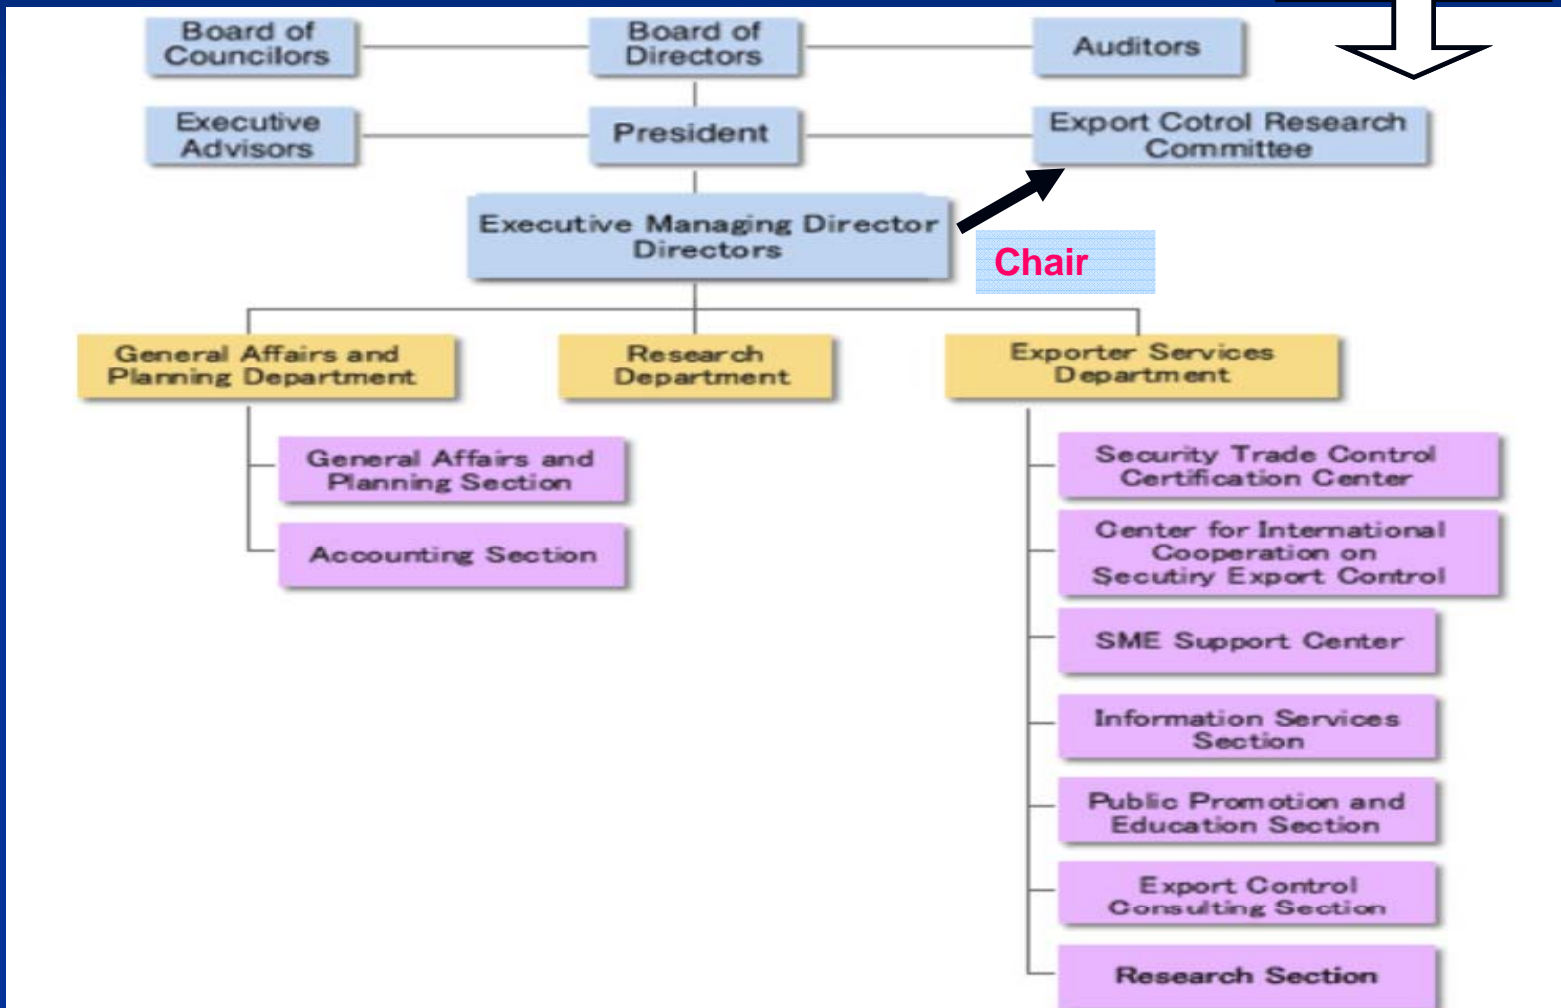 Board of
Councilors
Board of
Directors
Auditors
Executive
Advisors
President
Export Cotrol Research
Committee
Executive Managing Director
Directors
Chair
General Affairs and
Planning Department
Research
Department
Exporter Services
Department
General Affairs and
Planning Section
Accounting Section
Security Trade Control
Certification Center
Center for International
Cooperation on
Secutiry Export Control
SME Support Center
Information Services
Section
Public Promotion and
Education Section
Export Control
Consulting Section
Research Section